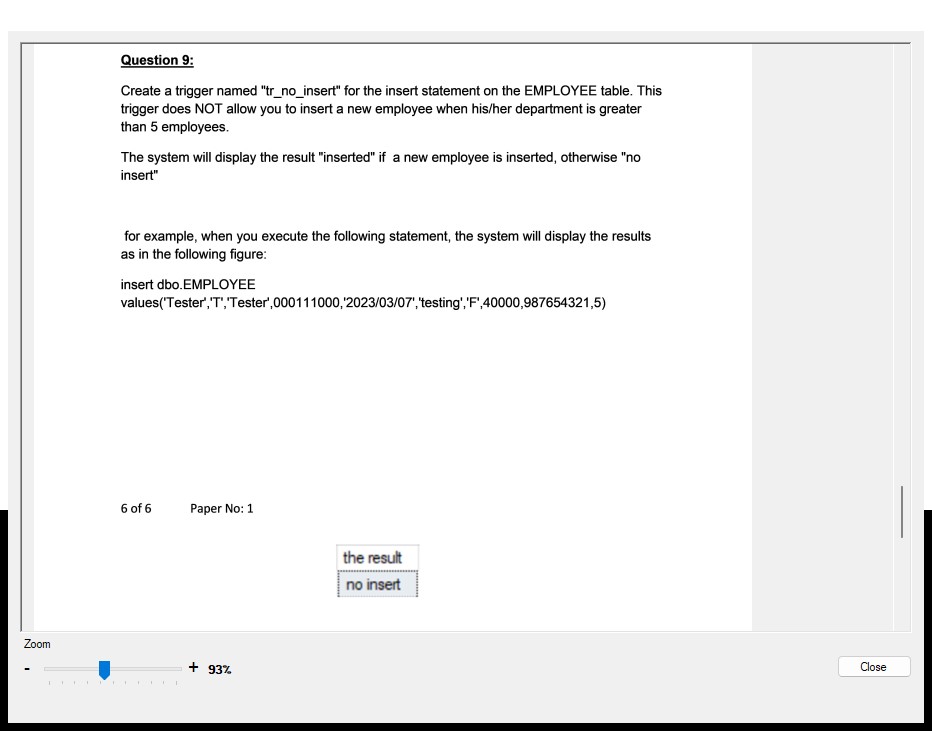 Question 9:
Create a trigger named "tr_no_insert" for the insert statement on the EMPLOYEE table. This
trigger does NOT allow you to insert a new employee when his/her department is greater
than 5 employees.
The system will display the result "inserted" if  a new employee is inserted, otherwise "no
insert"
for example, when you execute the following statement, the system will display the results
as in the following figure:
insert dbo.EMPLOYEE
values('Tester','T','Tester',000111000,'2023/03/07','testing','F',40000,987654321,5)
6 of 6 Paper No: 1
the result
no insert
Zoom
- + 93%
Close